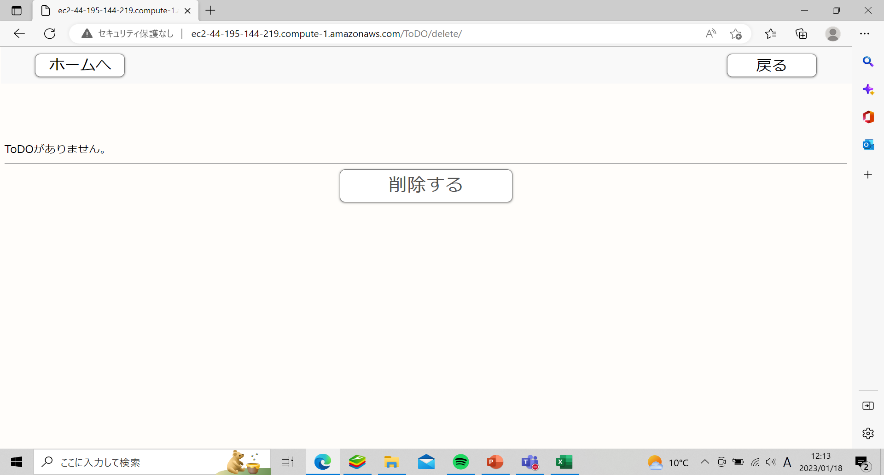 ec2-44-195-144-219.compute-1.
セキュリティ保護なし | ec2-44-195-144-219.compute-1.amazonaws.com/ToDO/delete/
ホームへ
戻る
ToDOがありません。
削除する
ここに入力して検索
10°C
A
12:13
2023/01/18
2